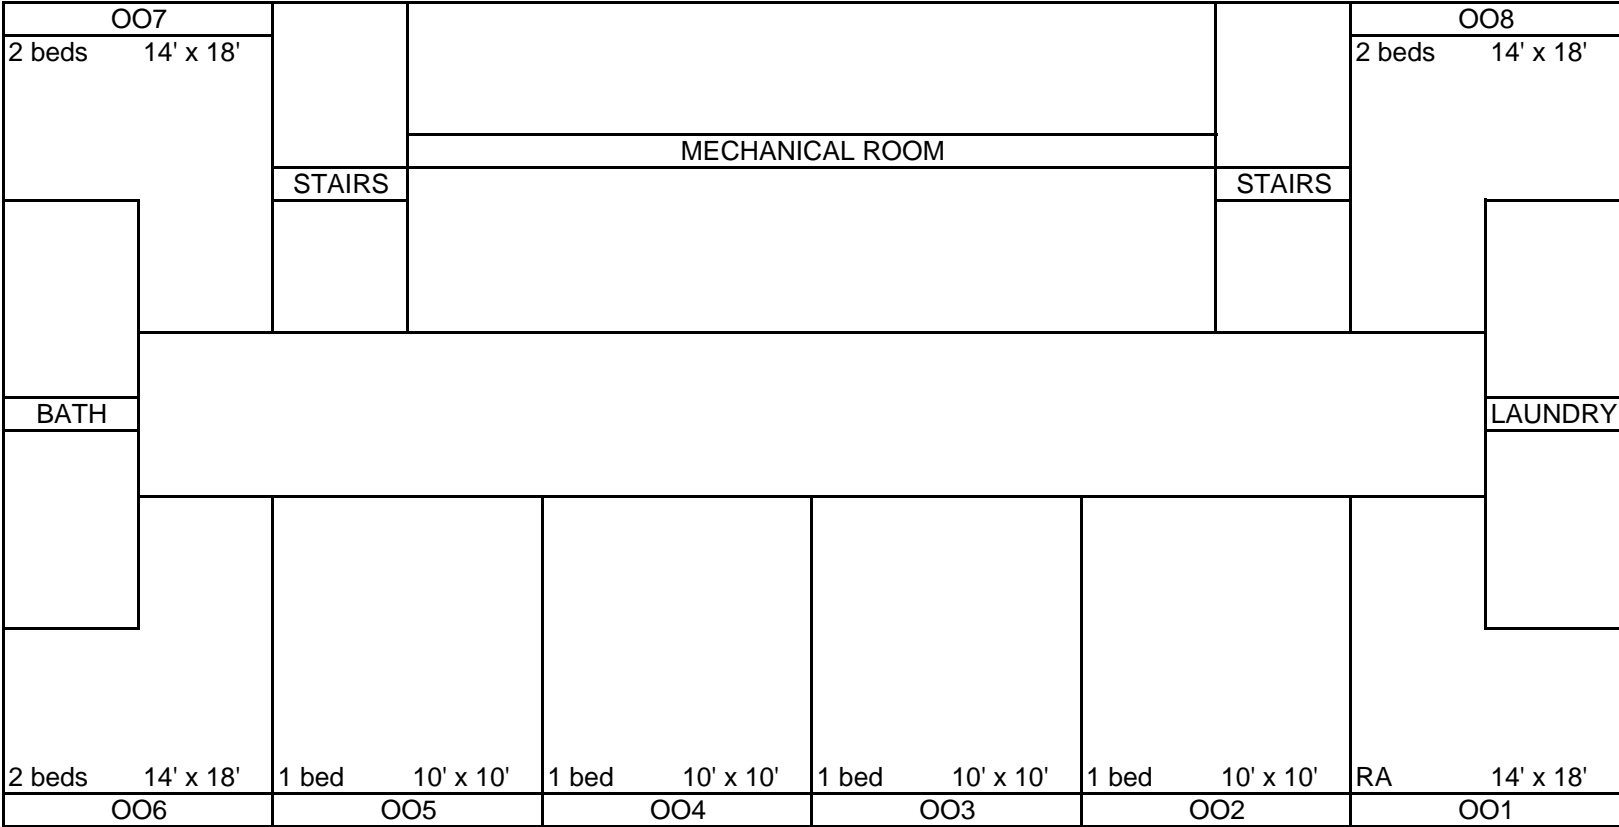 OO7 OO8
2 beds 14' x 18' 2 beds 14' x 18'
MECHANICAL ROOM
STAIRS STAIRS
BATH LAUNDRY
2 beds 14' x 18' 1 bed 10' x 10' 1 bed 10' x 10' 1 bed 10' x 10' 1 bed 10' x 10' RA 14' x 18'
OO6 OO5 OO4 OO3 OO2 OO1